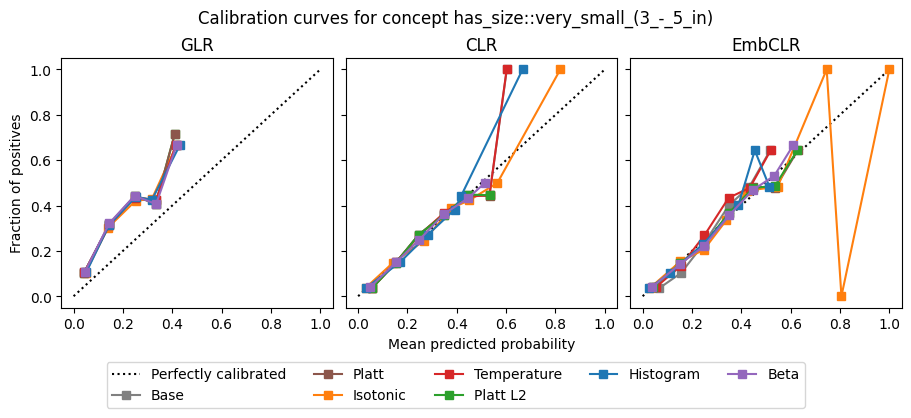 Calibration curves for concept has_size::very_small_(3_-_5_in)
GLR
CLR
EmbCLR
Fraction of positives
1.0
0.8
0.6
0.4
0.2
0.0
0.0 0.2 0.4 0.6 0.8 1.0
0.0 0.2 0.4 0.6 0.8 1.0
0.0 0.2 0.4 0.6 0.8 1.0
Mean predicted probability
Perfectly calibrated
Base
Platt
Isotonic
Temperature
Platt L2
Histogram
Beta